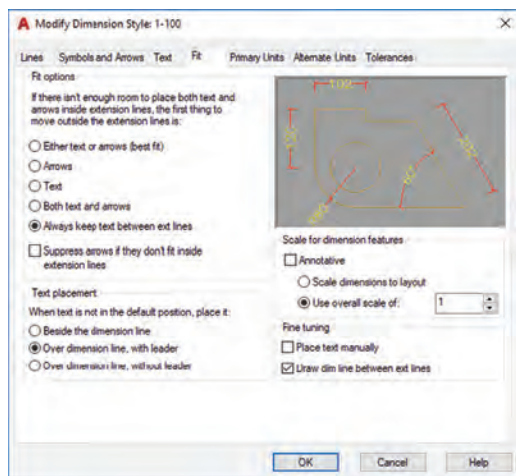 Modify Dimension Style: 1-100
Lines Symbols and Arrows Text Fit Primary Units Alternate Units Tolerances
Fit options
If there isn't enough room to place both text and
arrows inside extension lines, the first thing to
move outside the extension lines is:
Either text or arrows (best fit)
Arrows
Text
Both text and arrows
Always keep text between ext lines
Suppress arrows if they don't fit inside
extension lines
Text placement
When text is not in the default position, place it:
Beside the dimension line
Over dimension line, with leader
Over dimension line, without leader
Scale for dimension features
Annotative
Scale dimensions to layout
Use overall scale of: 1
Fine tuning
Place text manually
Draw dim line between ext lines
OK Cancel Help